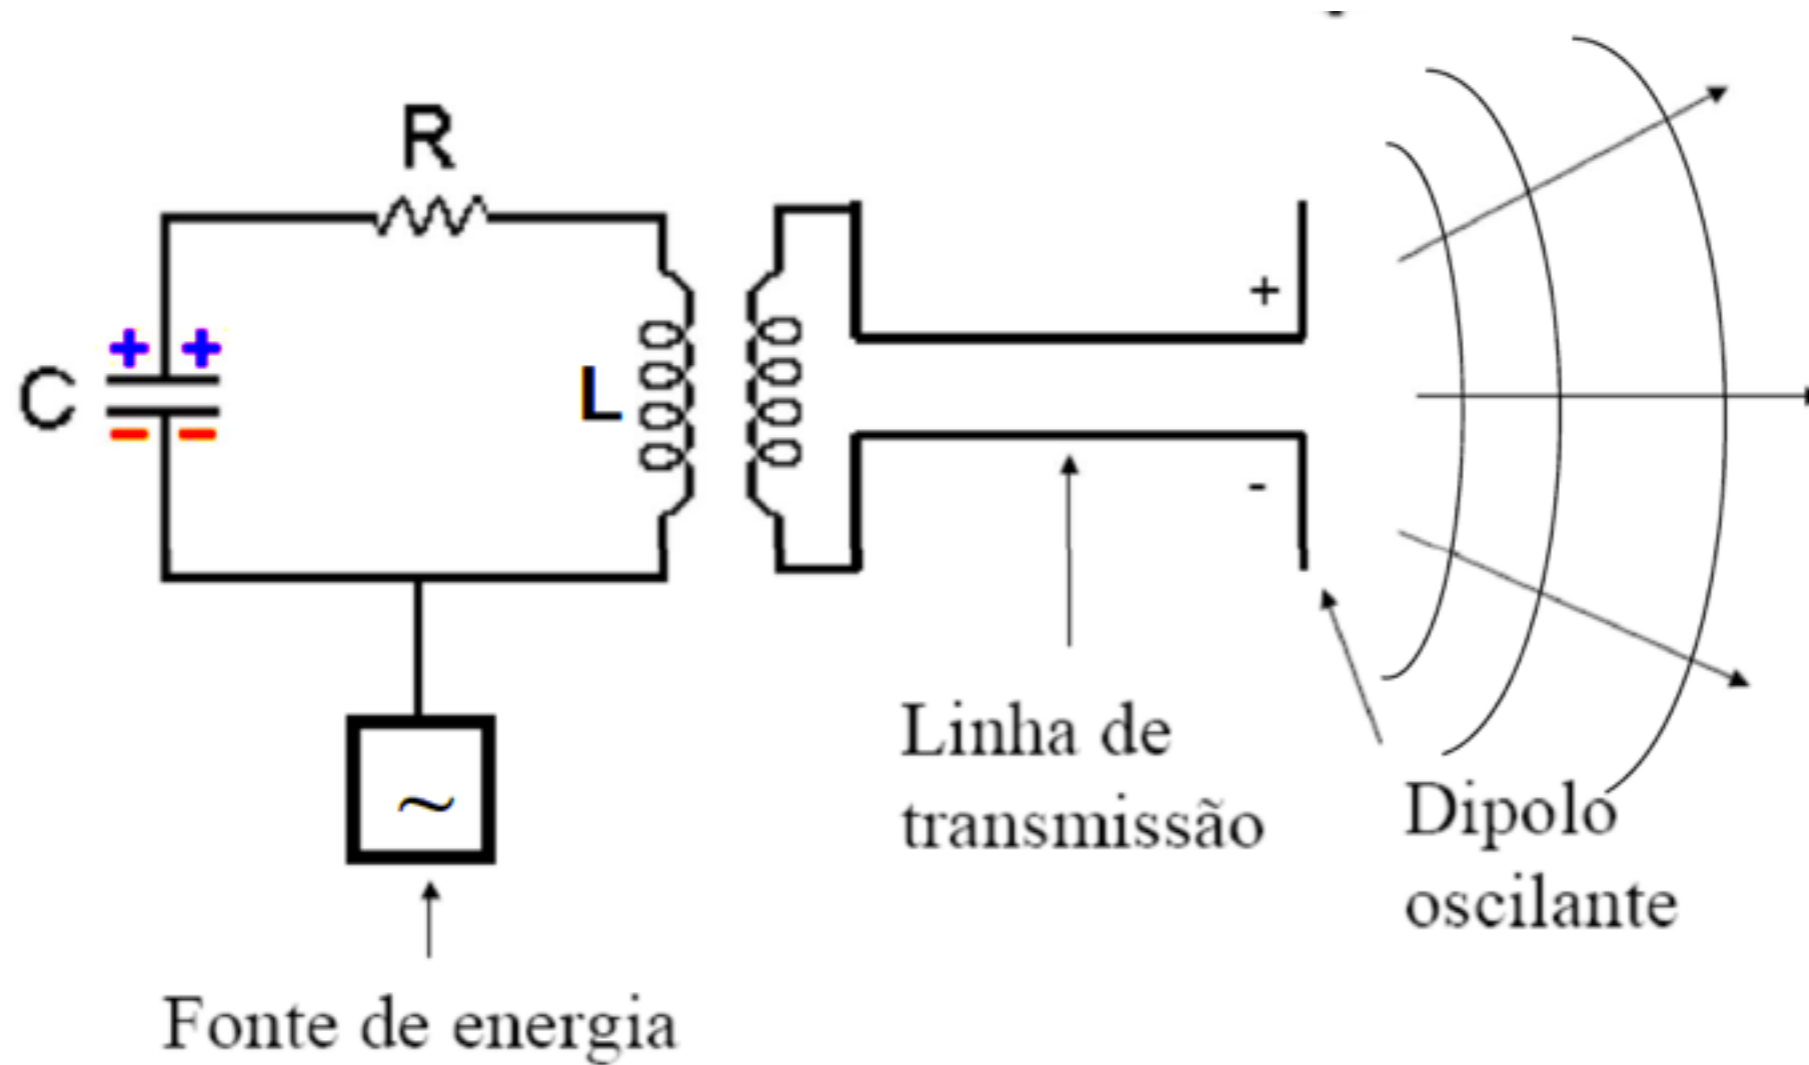 R
+ +
C
- -
L
+
-
~
Linha de
transmissão
Dipolo
oscilante
Fonte de energia